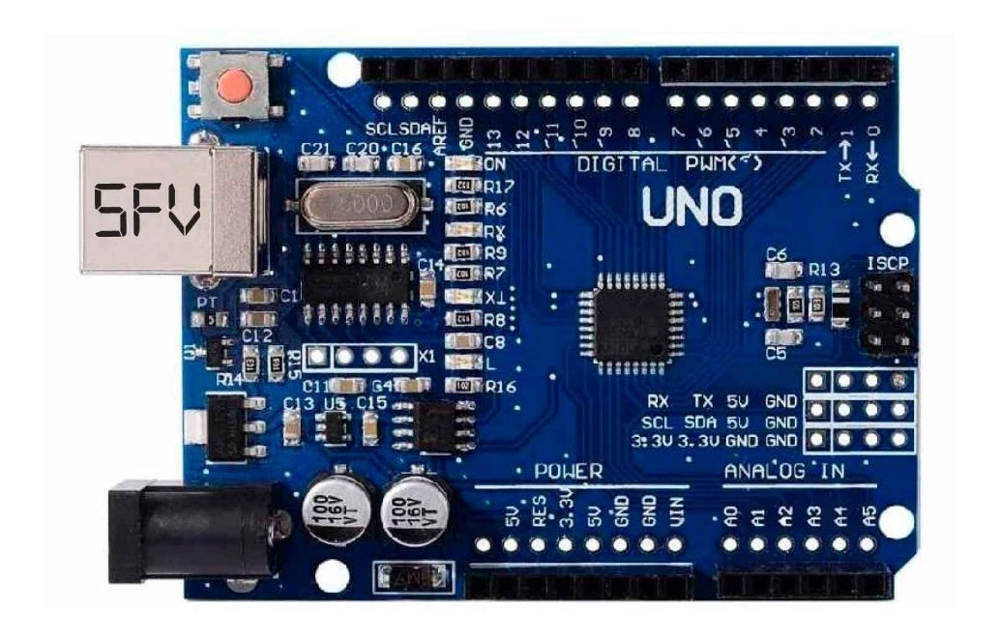 SCL SDA AREF GND 13 12 ~11 ~10 ~9 8 7 ~6 ~5 4 ~3 2 TX→1 RX←0
DIGITAL PWM(~)
UNO
SFV
C21 C20 C16
ON
R17
R6
RX
R9
R7
TX
R8
C8
L
R16
C14
C1
PT
U1
C12
R14
R15
X1
C11
C13 U5 C15
C6
R13
ISCP
C5
RX TX 5V GND
SCL SDA 5V GND
3.3V 3.3V GND GND
POWER
ANALOG IN
5V RES 3.3V 5V GND GND VIN
A0 A1 A2 A3 A4 A5
100
16V
VT
100
16V
VT